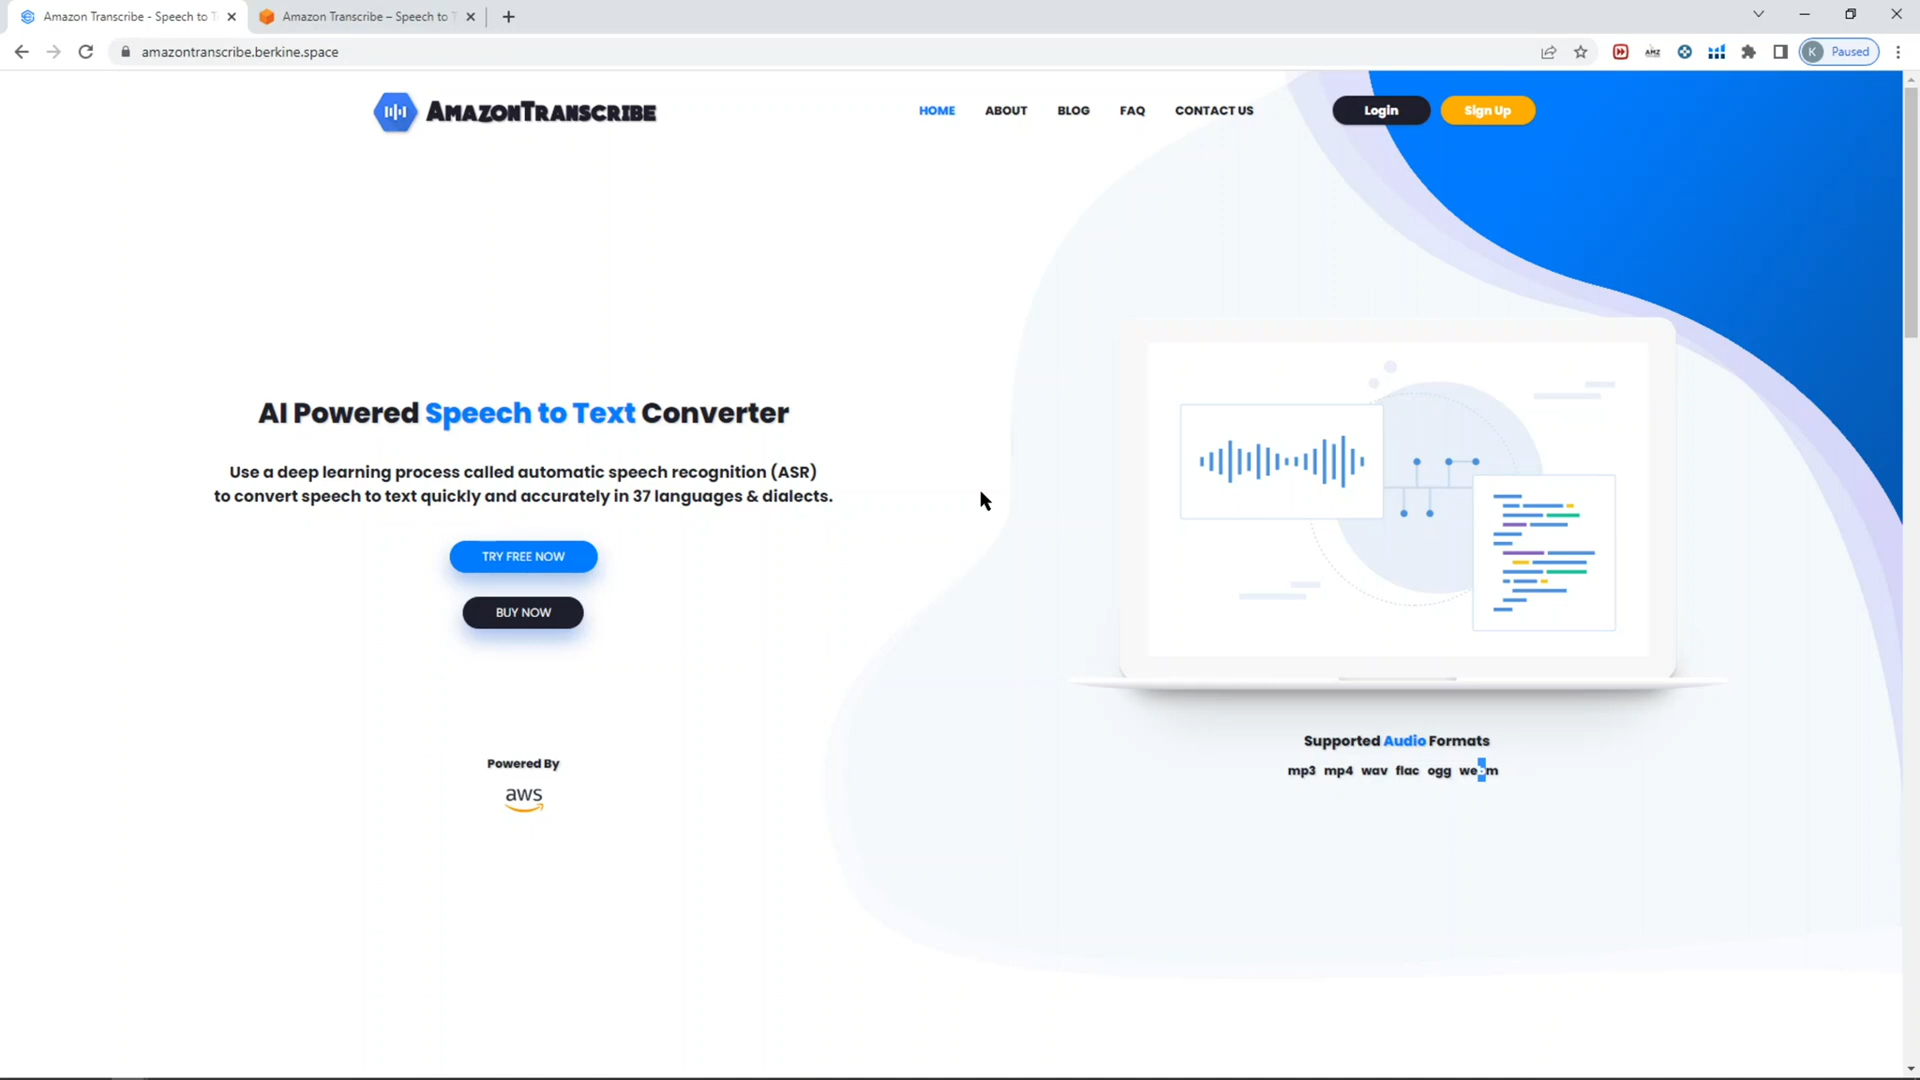 Amazon Transcribe - Speech to T
Amazon Transcribe – Speech to T
amazontranscribe.berkine.space
AMZ
K Paused
AMAZONTRANSCRIBE
HOME ABOUT BLOG FAQ CONTACT US Login Sign Up
AI Powered Speech to Text Converter
Use a deep learning process called automatic speech recognition (ASR)
to convert speech to text quickly and accurately in 37 languages & dialects.
TRY FREE NOW
BUY NOW
Powered By
aws
Supported Audio Formats
mp3 mp4 wav flac ogg webm